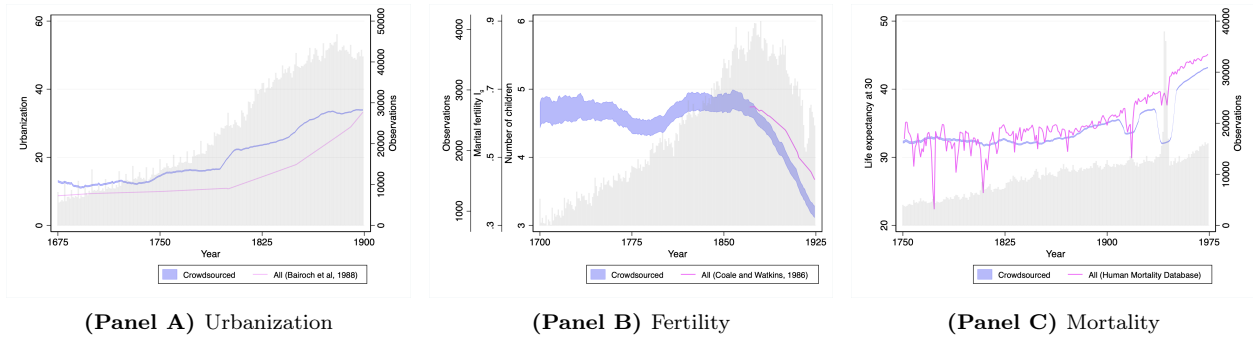 60
40
20
0
Urbanization
50000
40000
30000
20000
10000
0
Observations
1675
1750
1825
1900
Year
Crowdsourced
All (Bairoch et al, 1988)
(Panel A) Urbanization
4000
3000
2000
1000
Observations
.9
.7
.5
.3
Marital fertility I_g
6
5
4
3
Number of children
1700
1775
1850
1925
Year
Crowdsourced
All (Coale and Watkins, 1986)
(Panel B) Fertility
50
40
30
20
Life expectancy at 30
40000
30000
20000
10000
0
Observations
1750
1825
1900
1975
Year
Crowdsourced
All (Human Mortality Database)
(Panel C) Mortality